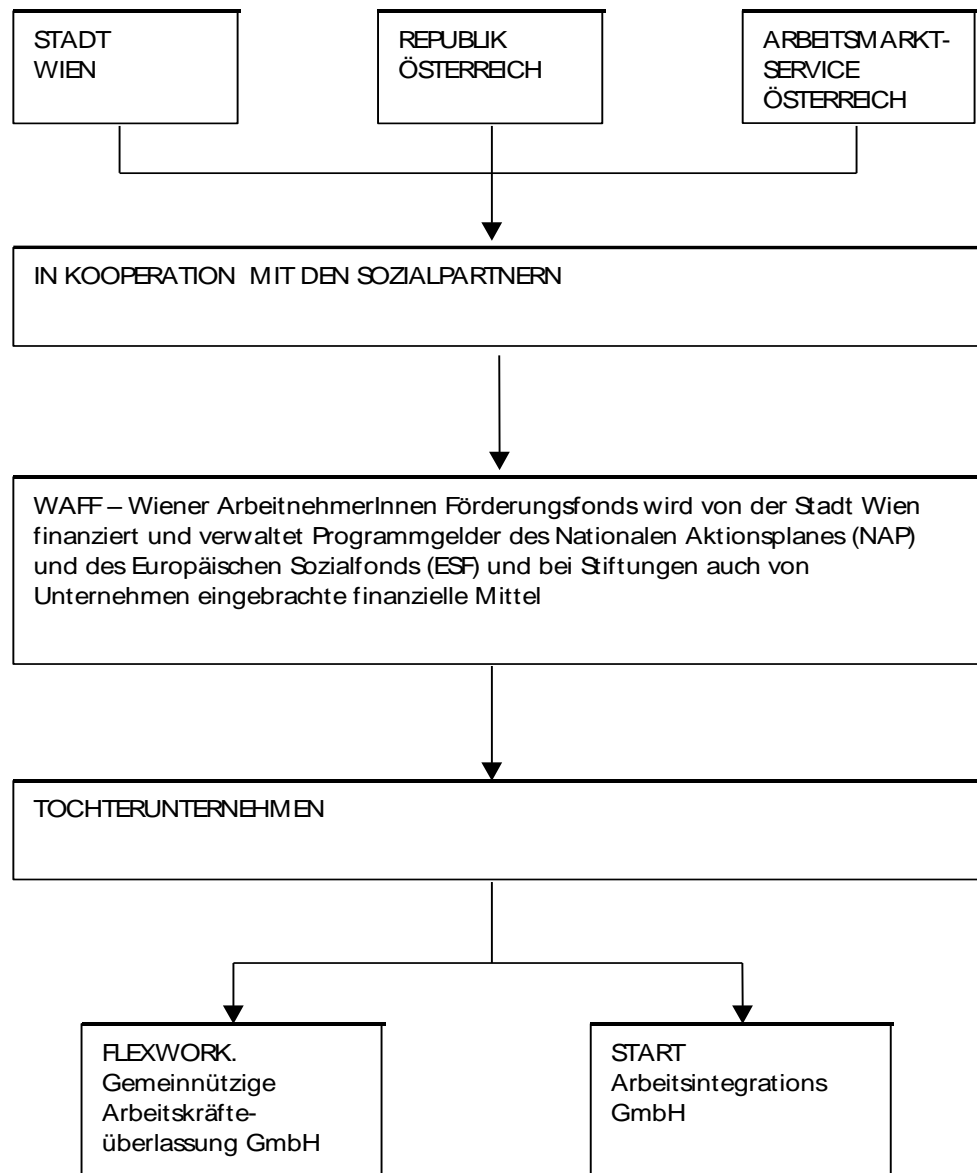 STADT
WIEN
REPUBLIK
ÖSTERREICH
ARBEITSMARKT-
SERVICE
ÖSTERREICH
IN KOOPERATION MIT DEN SOZIALPARTNERN
WAFF – Wiener ArbeitnehmerInnen Förderungsfonds wird von der Stadt Wien
finanziert und verwaltet Programmgelder des Nationalen Aktionsplanes (NAP)
und des Europäischen Sozialfonds (ESF) und bei Stiftungen auch von
Unternehmen eingebrachte finanzielle Mittel
TOCHTERUNTERNEHMEN
FLEXWORK.
Gemeinnützige
Arbeitskräfte-
überlassung GmbH
START
Arbeitsintegrations
GmbH